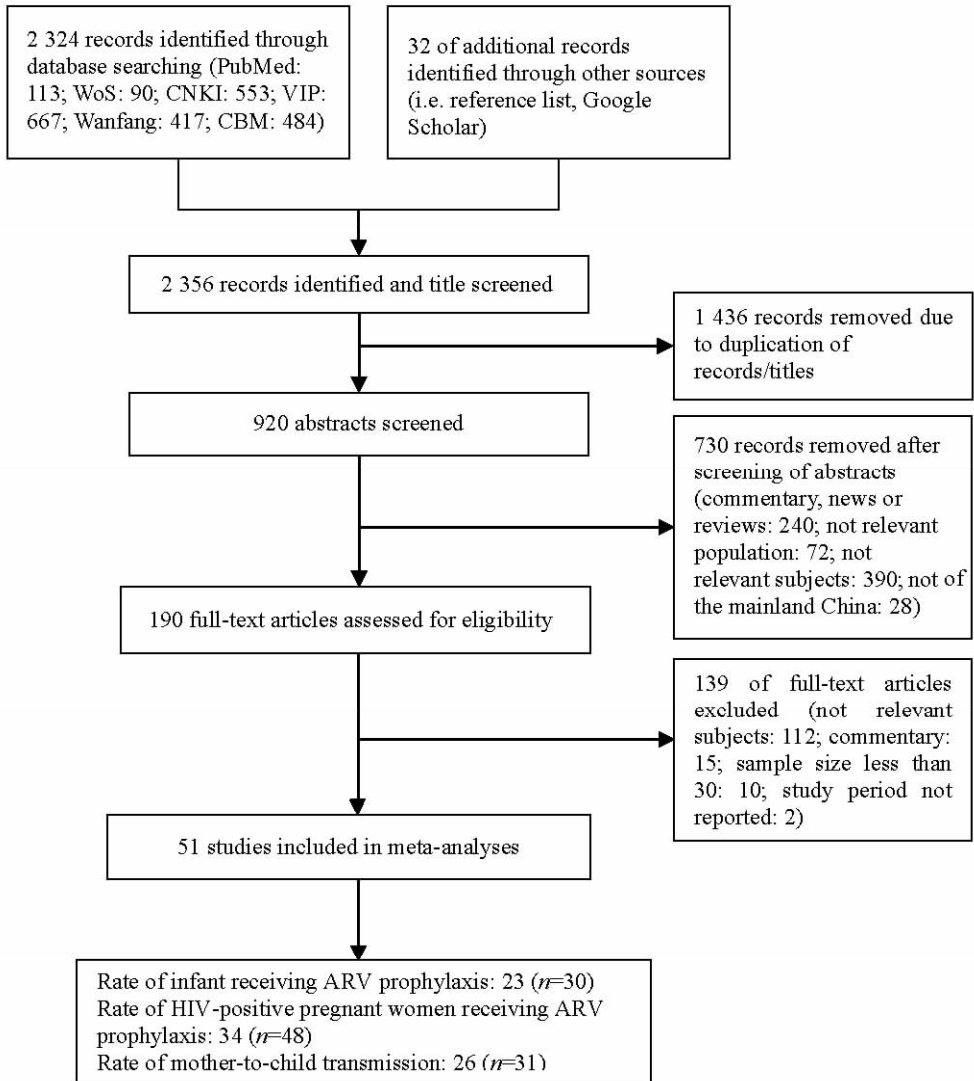 2 324 records identified through
database searching (PubMed:
113; WoS: 90; CNKI: 553; VIP:
667; Wanfang: 417; CBM: 484)
32 of additional records
identified through other sources
(i.e. reference list, Google
Scholar)
2 356 records identified and title screened
1 436 records removed due
to duplication of
records/titles
920 abstracts screened
730 records removed after
screening of abstracts
(commentary, news or
reviews: 240; not relevant
population: 72; not
relevant subjects: 390; not of
the mainland China: 28)
190 full-text articles assessed for eligibility
139 of full-text articles
excluded (not relevant
subjects: 112; commentary:
15; sample size less than
30: 10; study period not
reported: 2)
51 studies included in meta-analyses
Rate of infant receiving ARV prophylaxis: 23 (n=30)
Rate of HIV-positive pregnant women receiving ARV
prophylaxis: 34 (n=48)
Rate of mother-to-child transmission: 26 (n=31)